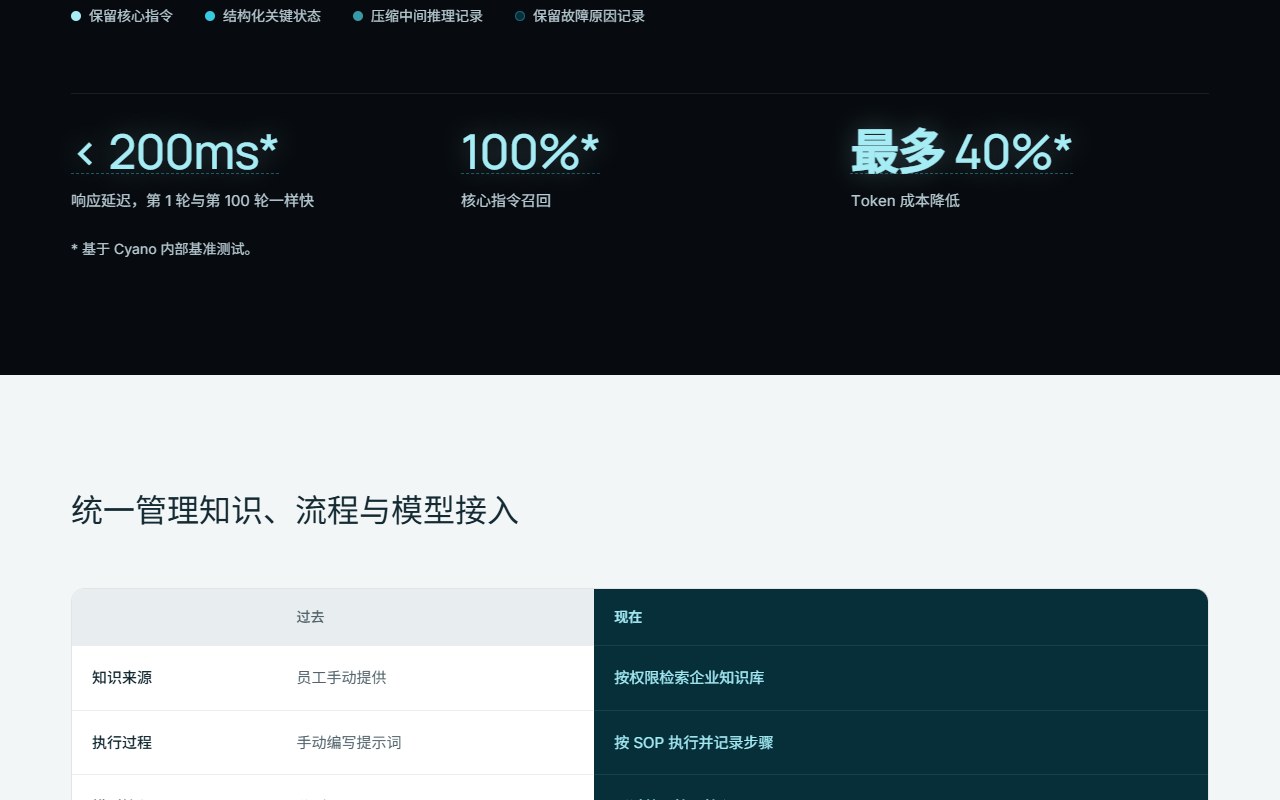 保留核心指令 结构化关键状态 压缩中间推理记录 保留故障原因记录
< 200ms* 100%* 最多 40%*
响应延迟，第 1 轮与第 100 轮一样快 核心指令召回 Token 成本降低
* 基于 Cyano 内部基准测试。
统一管理知识、流程与模型接入
过去 现在
知识来源 员工手动提供 按权限检索企业知识库
执行过程 手动编写提示词 按 SOP 执行并记录步骤